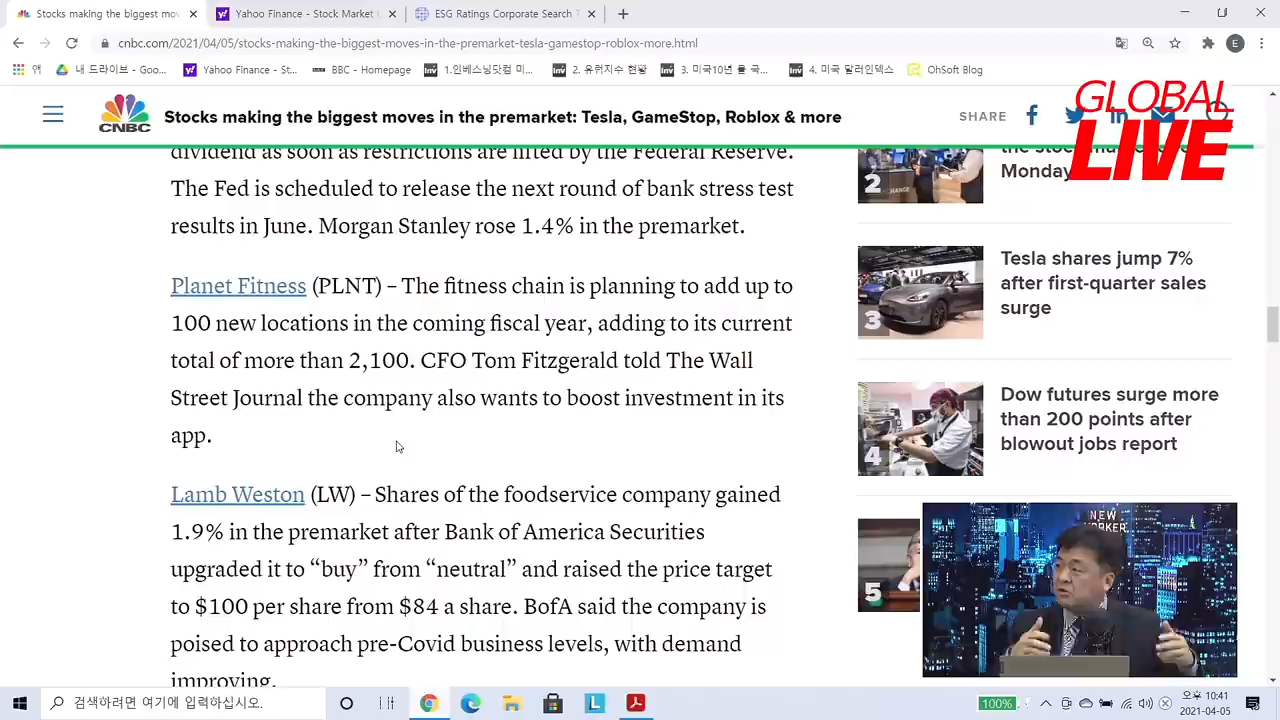 Stocks making the biggest mov
Yahoo Finance - Stock Market L
ESG Ratings Corporate Search T
cnbc.com/2021/04/05/stocks-making-the-biggest-moves-in-the-premarket-tesla-gamestop-roblox-more.html
E
앱
내 드라이브 - Goo...
Yahoo Finance - St...
BBC - Homepage
1.인베스닝닷컴 미...
2. 유뤼지수 현황
3. 미국10년 률 국...
4. 미국 달러인덱스
OhSoft Blog
CNBC
Stocks making the biggest moves in the premarket: Tesla, GameStop, Roblox & more
SHARE
GLOBAL
LIVE
dividend as soon as restrictions are lifted by the Federal Reserve.
The Fed is scheduled to release the next round of bank stress test
results in June. Morgan Stanley rose 1.4% in the premarket.
Planet Fitness (PLNT) – The fitness chain is planning to add up to
100 new locations in the coming fiscal year, adding to its current
total of more than 2,100. CFO Tom Fitzgerald told The Wall
Street Journal the company also wants to boost investment in its
app.
Lamb Weston (LW) – Shares of the foodservice company gained
1.9% in the premarket after Bank of America Securities
upgraded it to “buy” from “neutral” and raised the price target
to $100 per share from $84 a share. BofA said the company is
poised to approach pre-Covid business levels, with demand
improving.
2
Monday
3
Tesla shares jump 7%
after first-quarter sales
surge
4
Dow futures surge more
than 200 points after
blowout jobs report
5
NEW
YORKER
검색하려면 여기에 입력하십시오.
100%
오후 10:41
2021-04-05